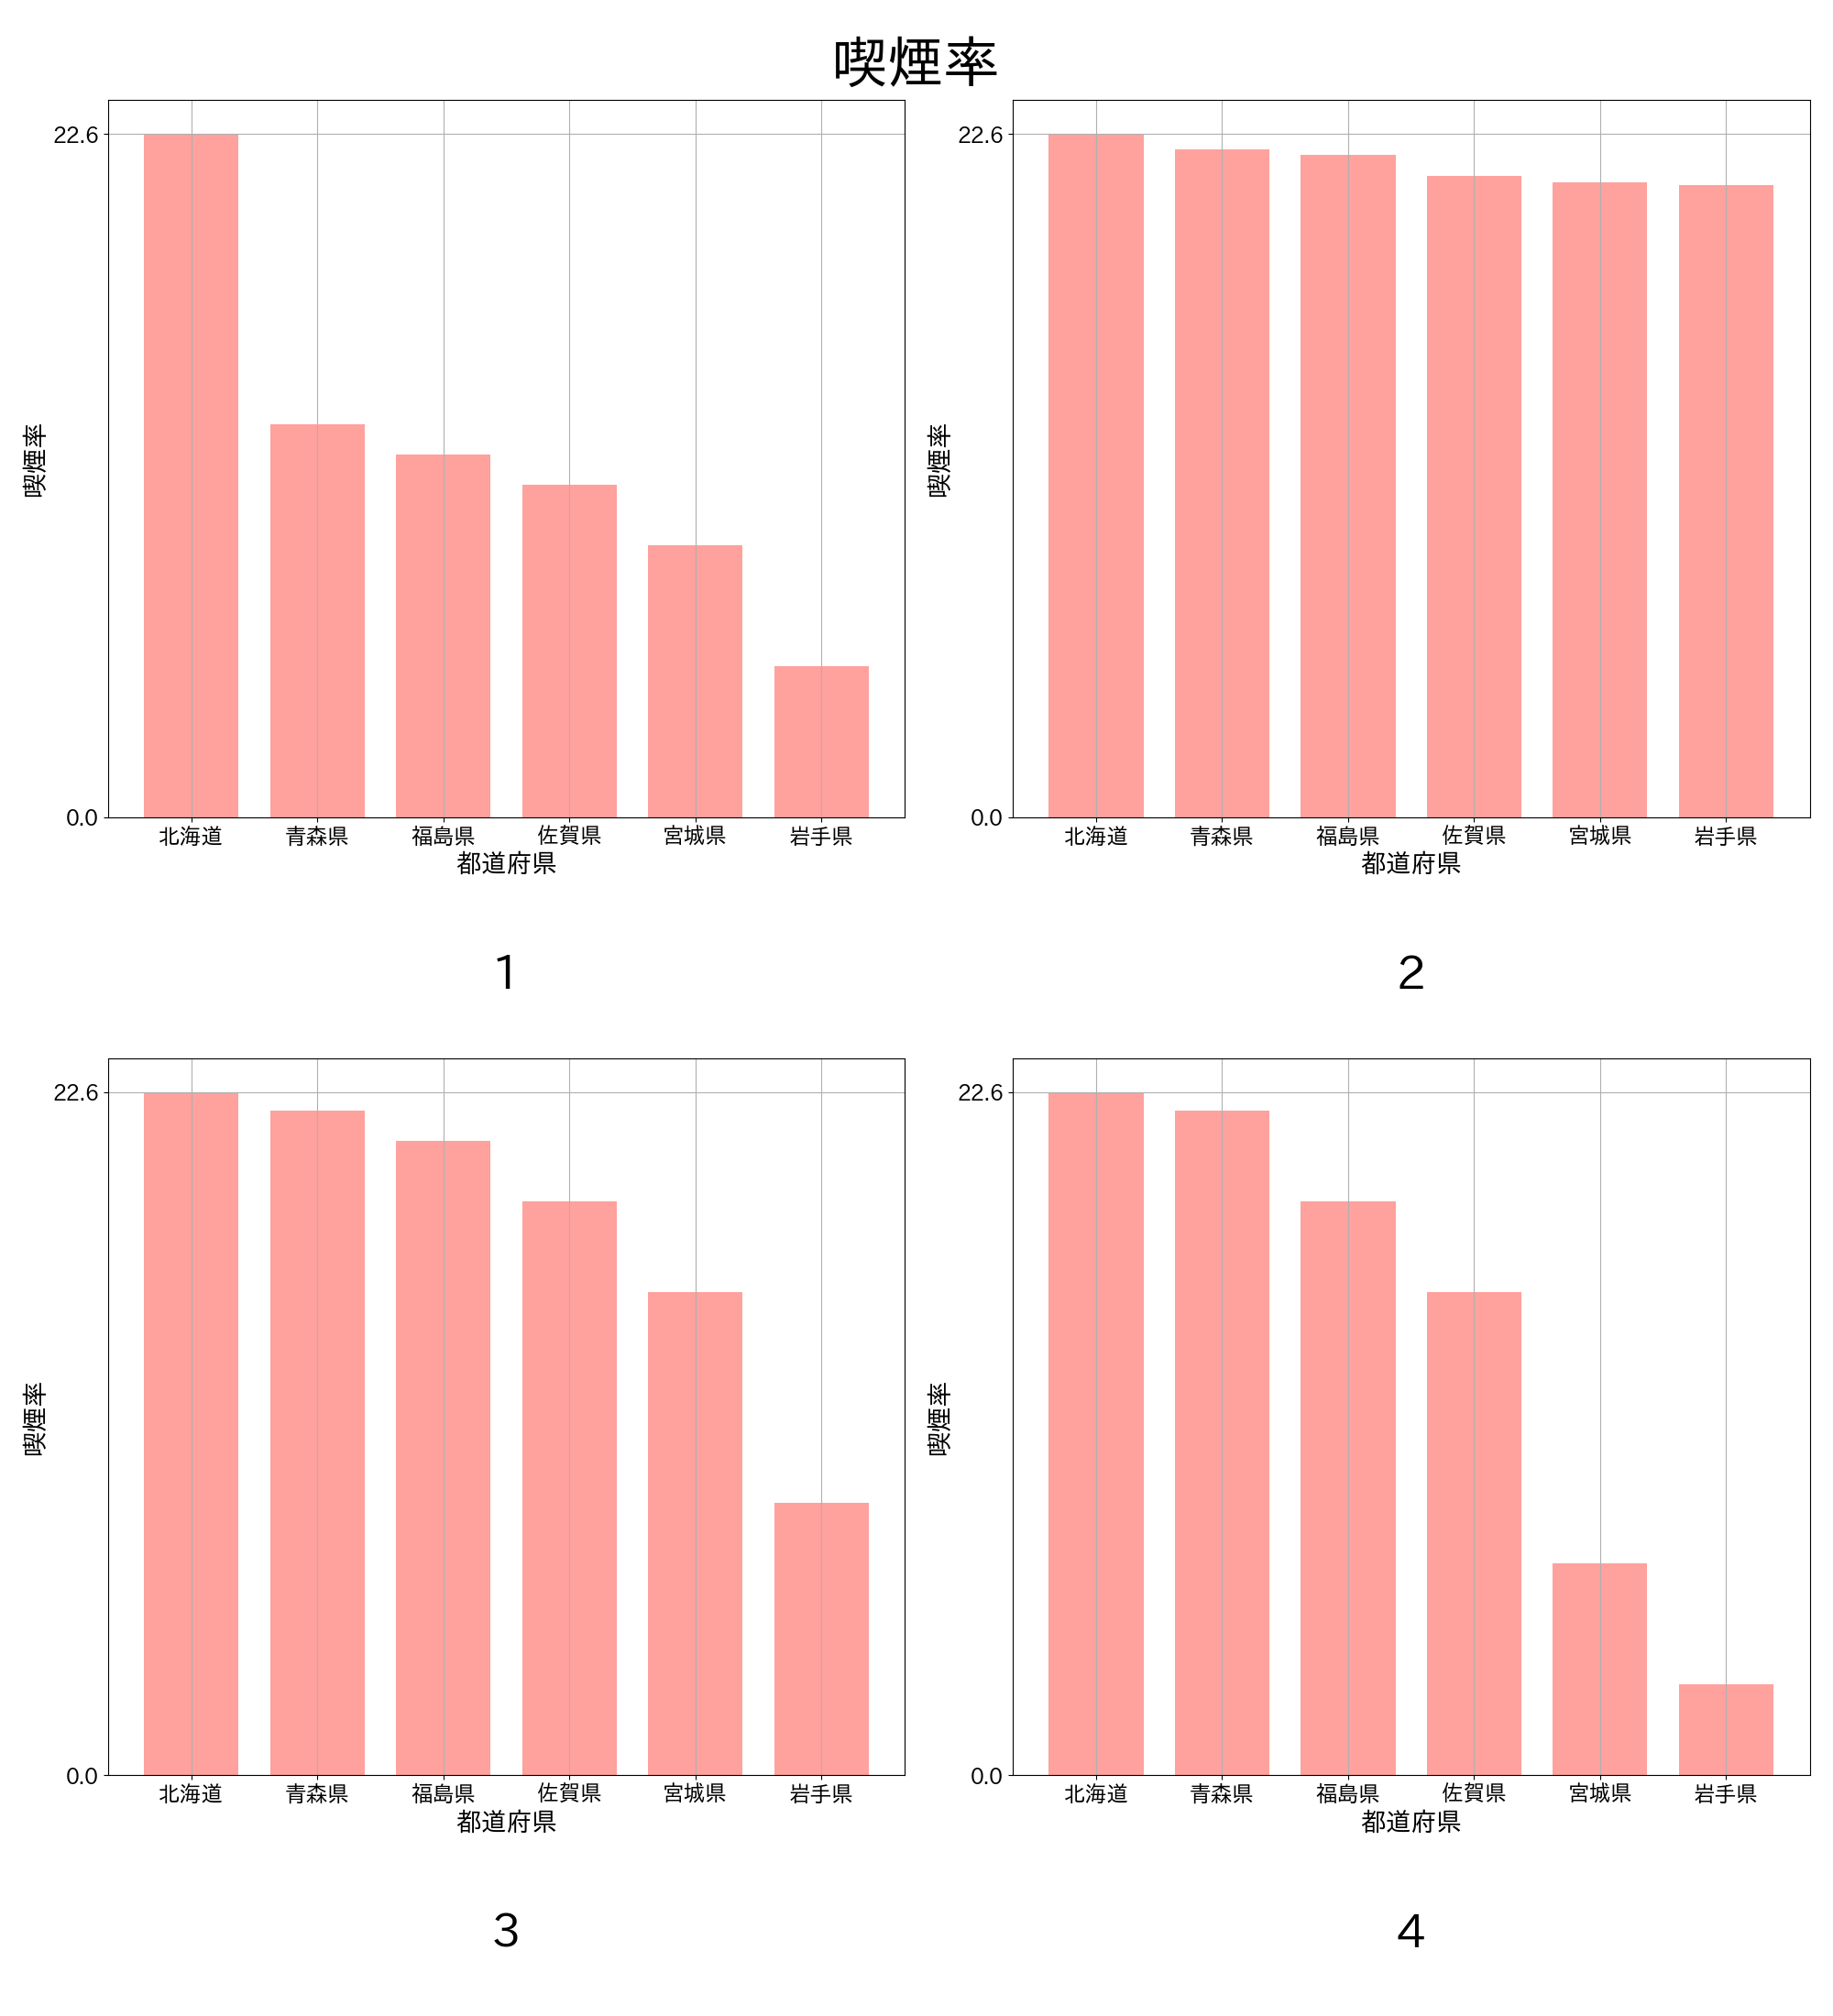 喫煙率
22.6
0.0
喫煙率
北海道 青森県 福島県 佐賀県 宮城県 岩手県
都道府県
1
22.6
0.0
喫煙率
北海道 青森県 福島県 佐賀県 宮城県 岩手県
都道府県
2
22.6
0.0
喫煙率
北海道 青森県 福島県 佐賀県 宮城県 岩手県
都道府県
3
22.6
0.0
喫煙率
北海道 青森県 福島県 佐賀県 宮城県 岩手県
都道府県
4